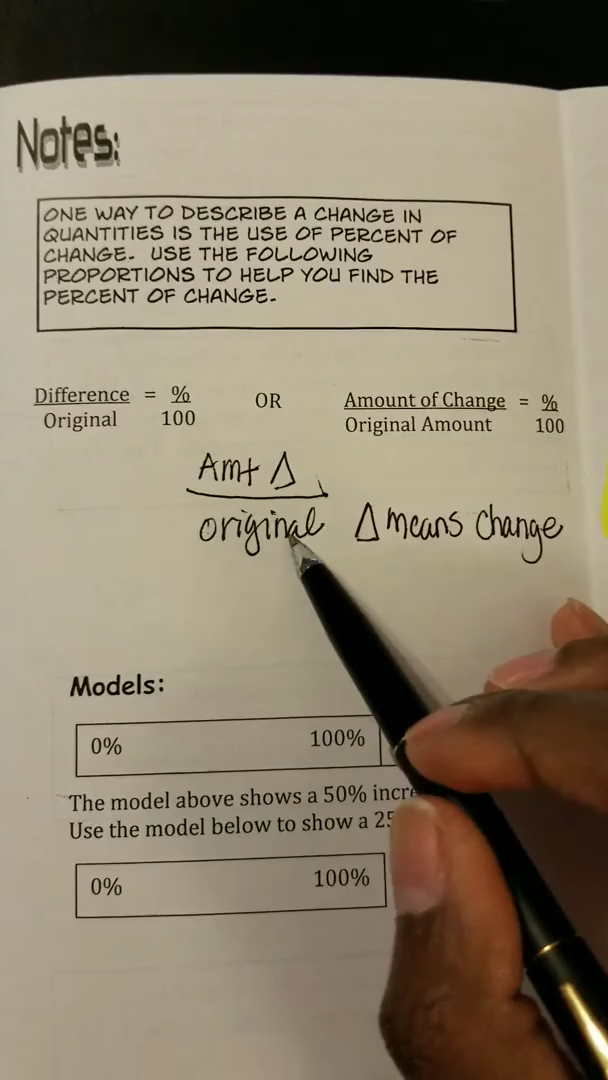 Notes:
ONE WAY TO DESCRIBE A CHANGE IN
QUANTITIES IS THE USE OF PERCENT OF
CHANGE. USE THE FOLLOWING
PROPORTIONS TO HELP YOU FIND THE
PERCENT OF CHANGE.
Difference = % OR Amount of Change = %
Original 100 Original Amount 100
Amt Δ
original Δ means change
Models:
0% 100%
The model above shows a 50%
Use the model below to show a
0% 100%